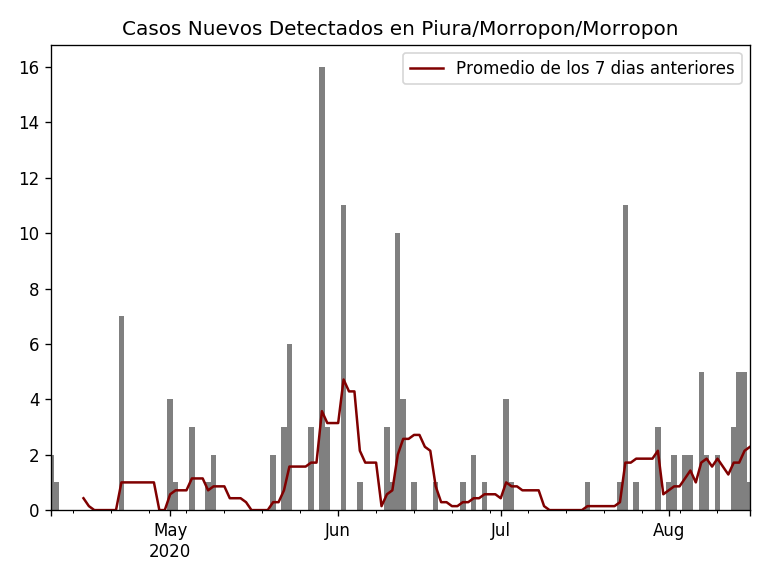 Casos Nuevos Detectados en Piura/Morropon/Morropon
Promedio de los 7 dias anteriores
16
14
12
10
8
6
4
2
0
May
2020
Jun
Jul
Aug